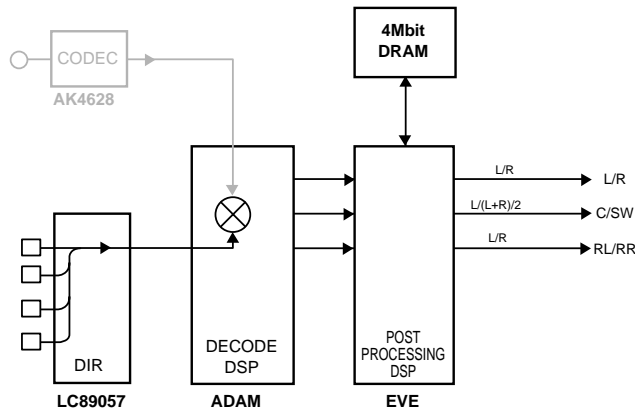 4Mbit
DRAM
CODEC
AK4628
L/R
L/R
L/(L+R)/2
C/SW
L/R
RL/RR
DIR
DECODE
DSP
POST
PROCESSING
DSP
LC89057
ADAM
EVE